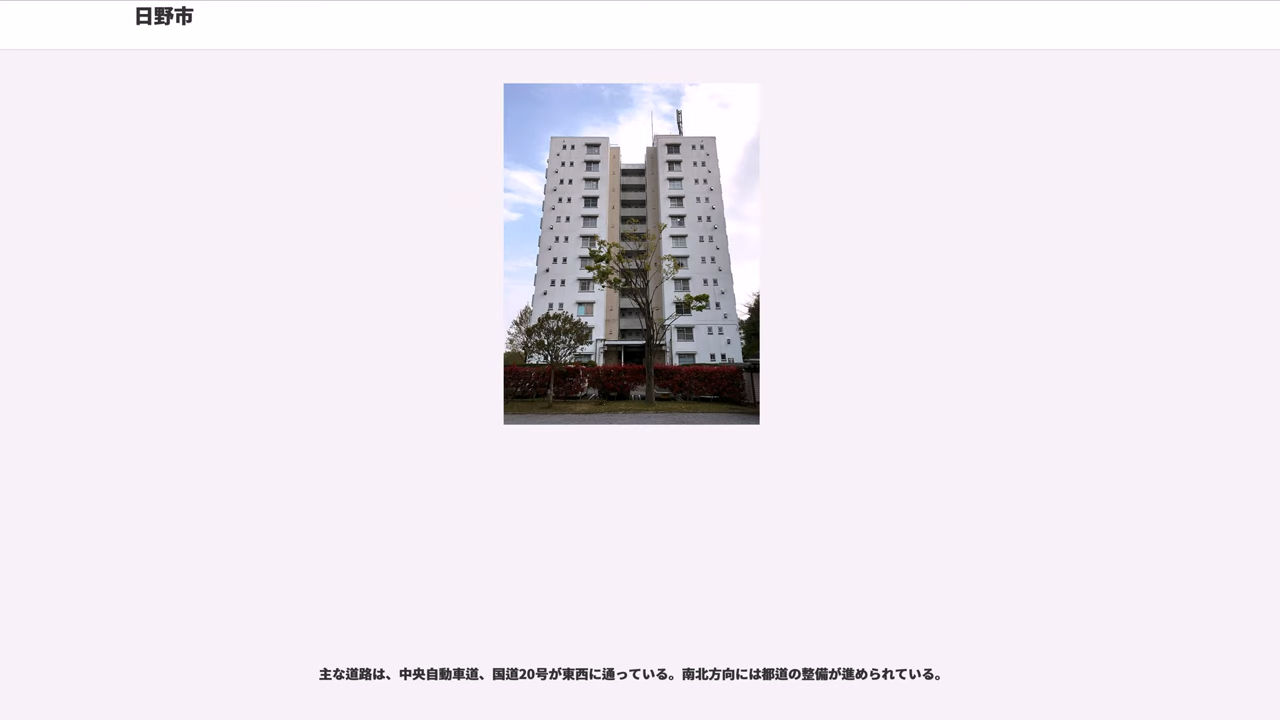 日野市
主な道路は、中央自動車道、国道20号が東西に通っている。南北方向には都道の整備が進められている。